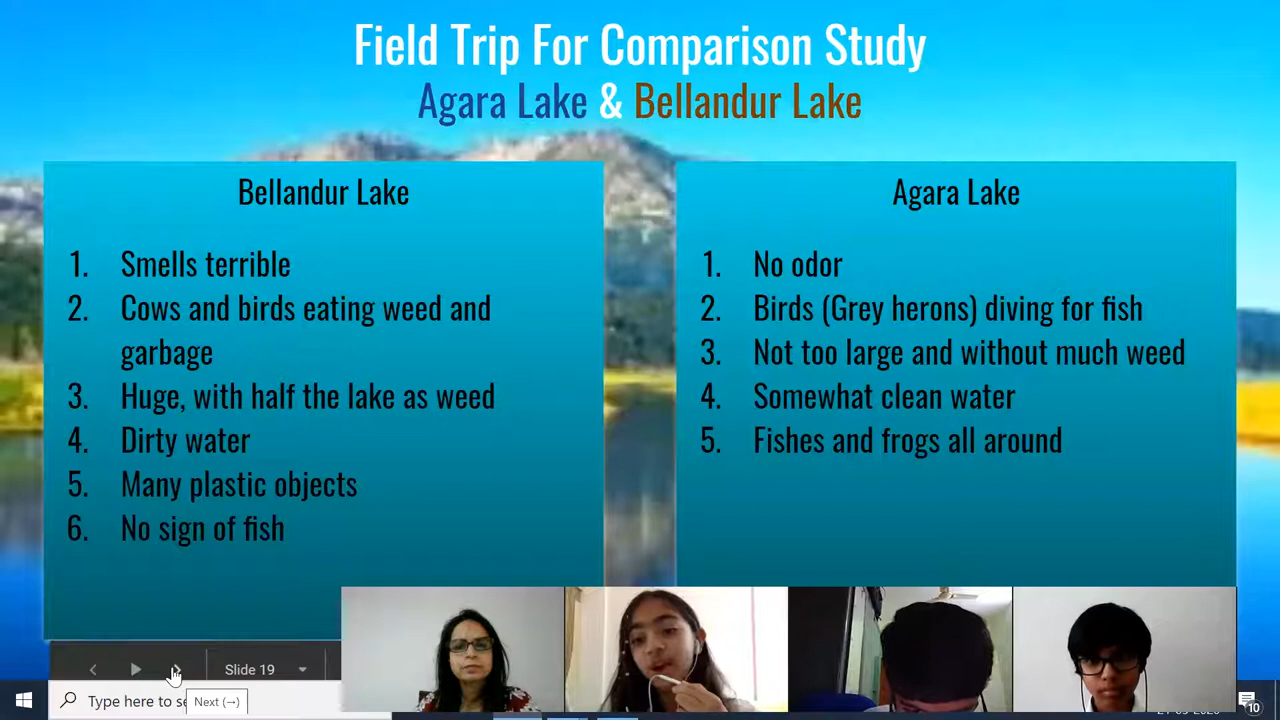 Field Trip For Comparison Study
Agara Lake & Bellandur Lake
Bellandur Lake
1. Smells terrible
2. Cows and birds eating weed and
garbage
3. Huge, with half the lake as weed
4. Dirty water
5. Many plastic objects
6. No sign of fish
Agara Lake
1. No odor
2. Birds (Grey herons) diving for fish
3. Not too large and without much weed
4. Somewhat clean water
5. Fishes and frogs all around
Slide 19
Type here to
Next (→)
10